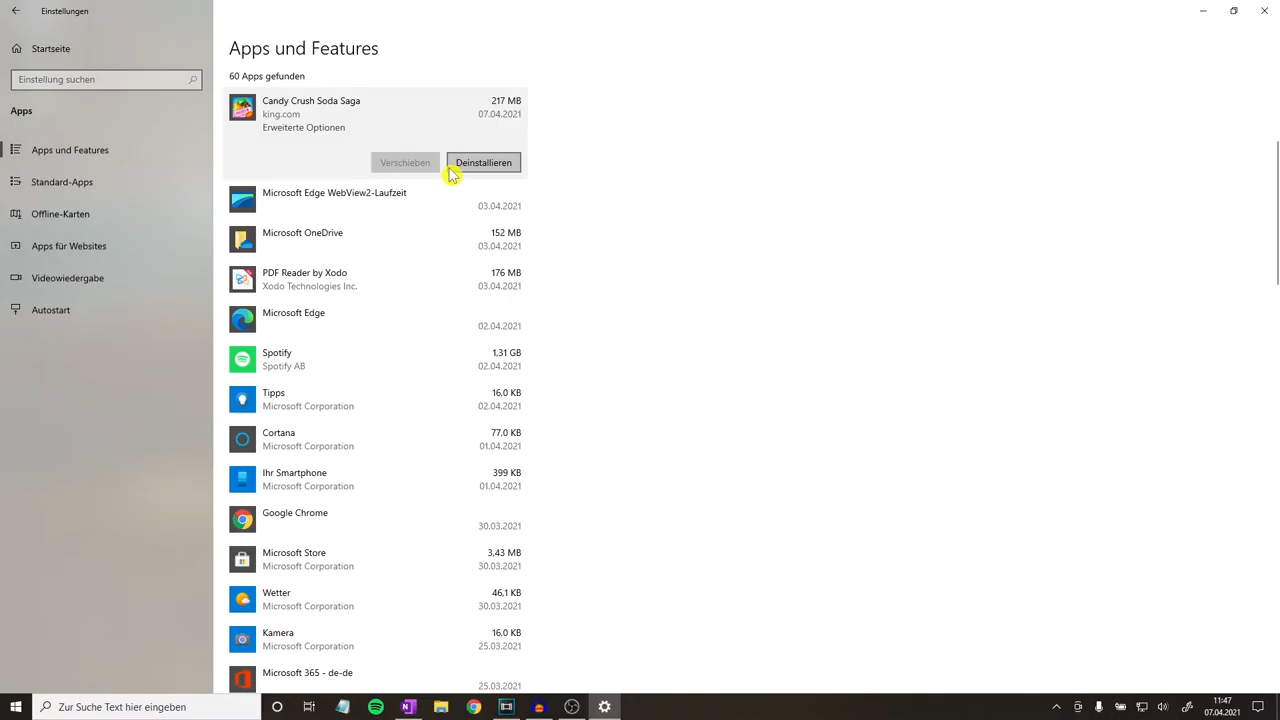 Einstellungen
Startseite
Einstellung suchen
Apps
Apps und Features
Standard-Apps
Offline-Karten
Apps für Websites
Videowiedergabe
Autostart
Apps und Features
60 Apps gefunden
Candy Crush Soda Saga 217 MB
king.com 07.04.2021
Erweiterte Optionen
Verschieben Deinstallieren
Microsoft Edge WebView2-Laufzeit
03.04.2021
Microsoft OneDrive 152 MB
03.04.2021
PDF Reader by Xodo 176 MB
Xodo Technologies Inc. 03.04.2021
Microsoft Edge
02.04.2021
Spotify 1,31 GB
Spotify AB 02.04.2021
Tipps 16,0 KB
Microsoft Corporation 02.04.2021
Cortana 77,0 KB
Microsoft Corporation 01.04.2021
Ihr Smartphone 399 KB
Microsoft Corporation 01.04.2021
Google Chrome
30.03.2021
Microsoft Store 3,43 MB
Microsoft Corporation 30.03.2021
Wetter 46,1 KB
Microsoft Corporation 30.03.2021
Kamera 16,0 KB
Microsoft Corporation 25.03.2021
Microsoft 365 - de-de
25.03.2021
Zur Suche Text hier eingeben
11:47
07.04.2021